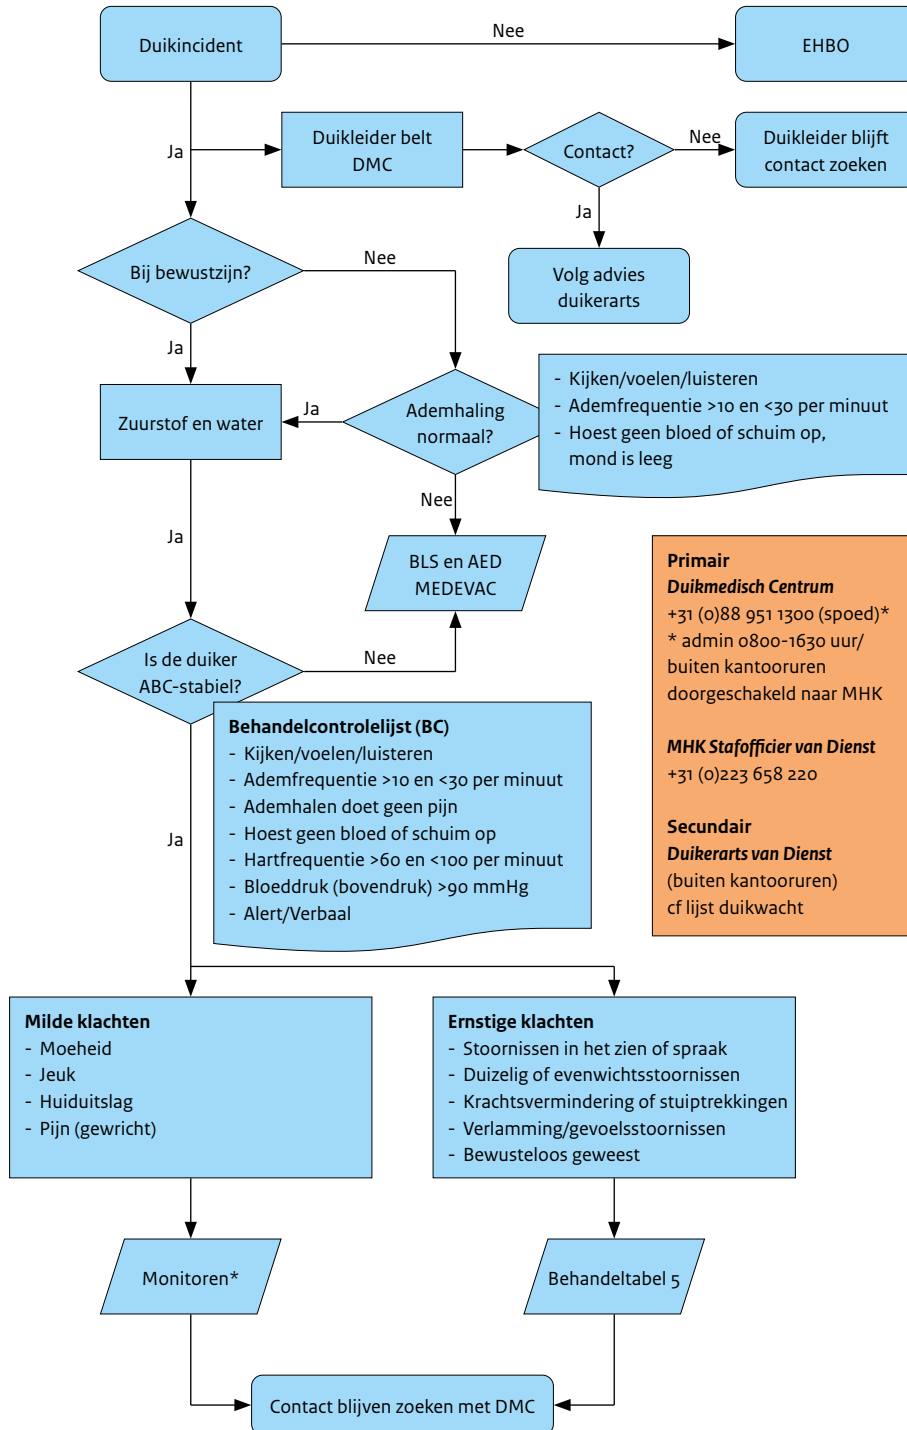 Duikincident
Nee
EHBO
Ja
Duikleider belt
DMC
Contact?
Nee
Duikleider blijft
contact zoeken
Ja
Volg advies
duikerarts
Bij bewustzijn?
Nee
Ja
Zuurstof en water
Ja
Ademhaling
normaal?
- Kijken/voelen/luisteren
- Ademfrequentie >10 en <30 per minuut
- Hoest geen bloed of schuim op,
mond is leeg
Nee
Ja
BLS en AED
MEDEVAC
Is de duiker
ABC-stabiel?
Nee
Primair
Duikmedisch Centrum
+31 (0)88 951 1300 (spoed)*
* admin 0800-1630 uur/
buiten kantooruren
doorgeschakeld naar MHK
MHK Stafofficier van Dienst
+31 (0)223 658 220
Secundair
Duikerarts van Dienst
(buiten kantooruren)
cf lijst duikwacht
Behandelcontrolelijst (BC)
- Kijken/voelen/luisteren
- Ademfrequentie >10 en <30 per minuut
- Ademhalen doet geen pijn
- Hoest geen bloed of schuim op
- Hartfrequentie >60 en <100 per minuut
- Bloeddruk (bovendruk) >90 mmHg
- Alert/Verbaal
Ja
Milde klachten
- Moeheid
- Jeuk
- Huiduitslag
- Pijn (gewricht)
Ernstige klachten
- Stoornissen in het zien of spraak
- Duizelig of evenwichtsstoornissen
- Krachtsvermindering of stuiptrekkingen
- Verlamming/gevoelsstoornissen
- Bewusteloos geweest
Monitoren*
Behandeltabel 5
Contact blijven zoeken met DMC